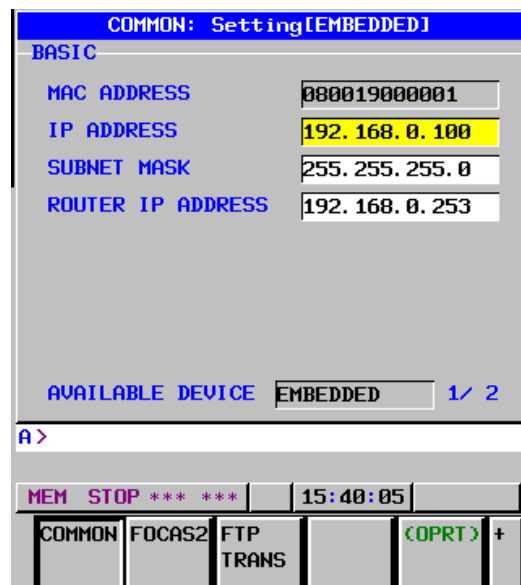 COMMON: Setting[EMBEDDED]
BASIC
MAC ADDRESS 080019000001
IP ADDRESS 192.168.0.100
SUBNET MASK 255.255.255.0
ROUTER IP ADDRESS 192.168.0.253
AVAILABLE DEVICE EMBEDDED 1/ 2
A>
MEM STOP *** *** 15:40:05
COMMON FOCAS2 FTP TRANS (OPRT) +